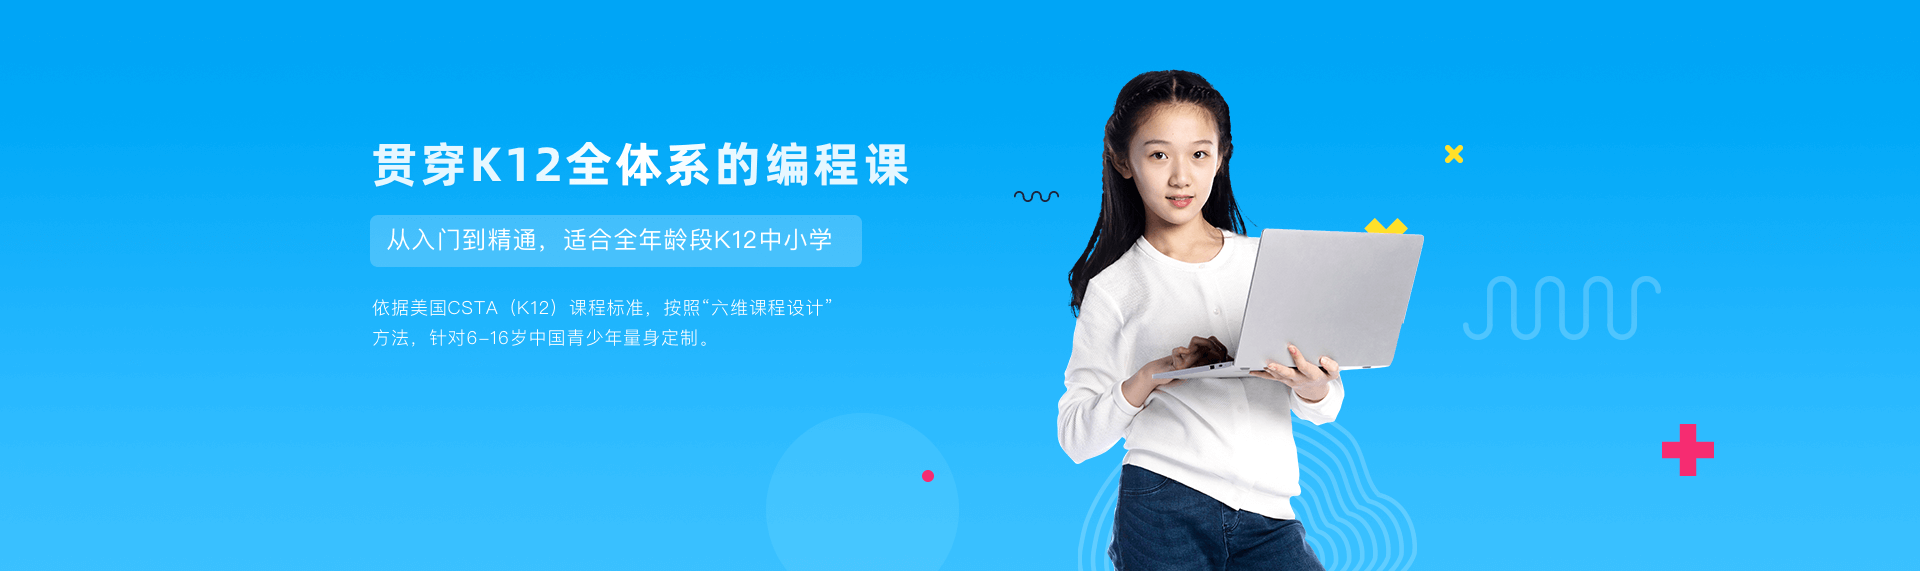 贯穿K12全体系的编程课
从入门到精通，适合全年龄段K12中小学
依据美国CSTA（K12）课程标准，按照“六维课程设计”
方法，针对6-16岁中国青少年量身定制。